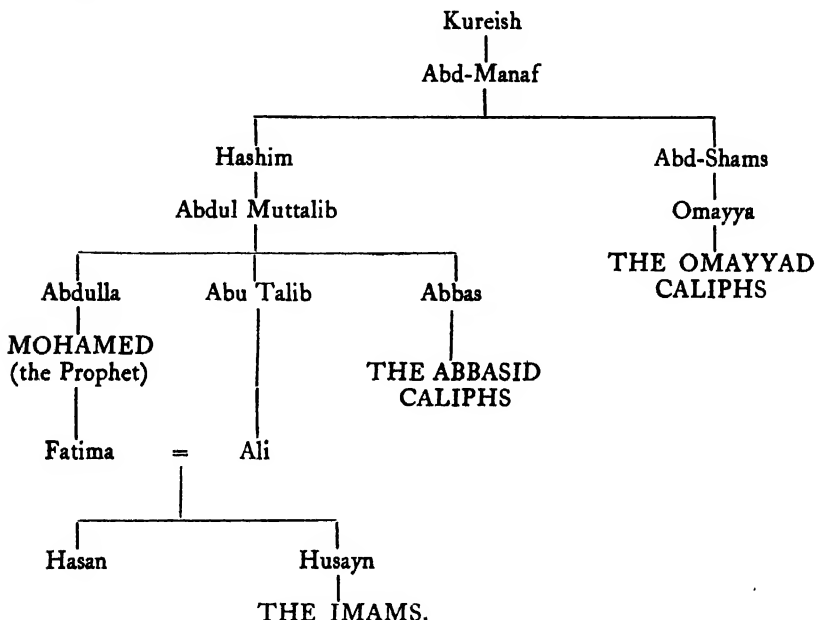 Kureish
Abd-Manaf
Hashim Abd-Shams
Abdul Muttalib Omayya
THE OMAYYAD
CALIPHS
Abdulla Abu Talib Abbas
MOHAMED
(the Prophet)
THE ABBASID
CALIPHS
Fatima = Ali
Hasan Husayn
THE IMAMS.